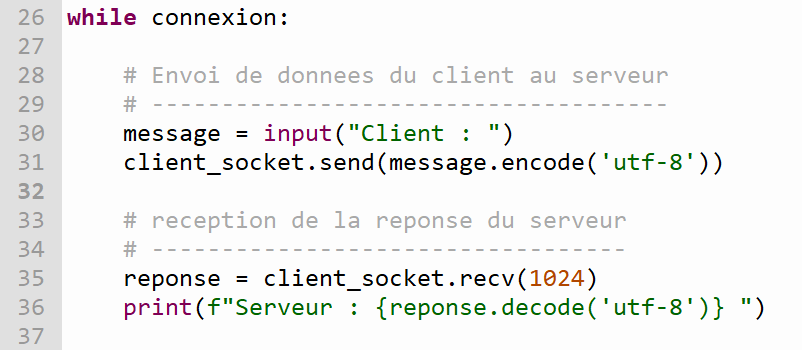 26 while connexion:
27
28     # Envoi de donnees du client au serveur
29     # -------------------------------------
30     message = input("Client : ")
31     client_socket.send(message.encode('utf-8'))
32
33     # reception de la reponse du serveur
34     # ----------------------------------
35     reponse = client_socket.recv(1024)
36     print(f"Serveur : {reponse.decode('utf-8')} ")
37